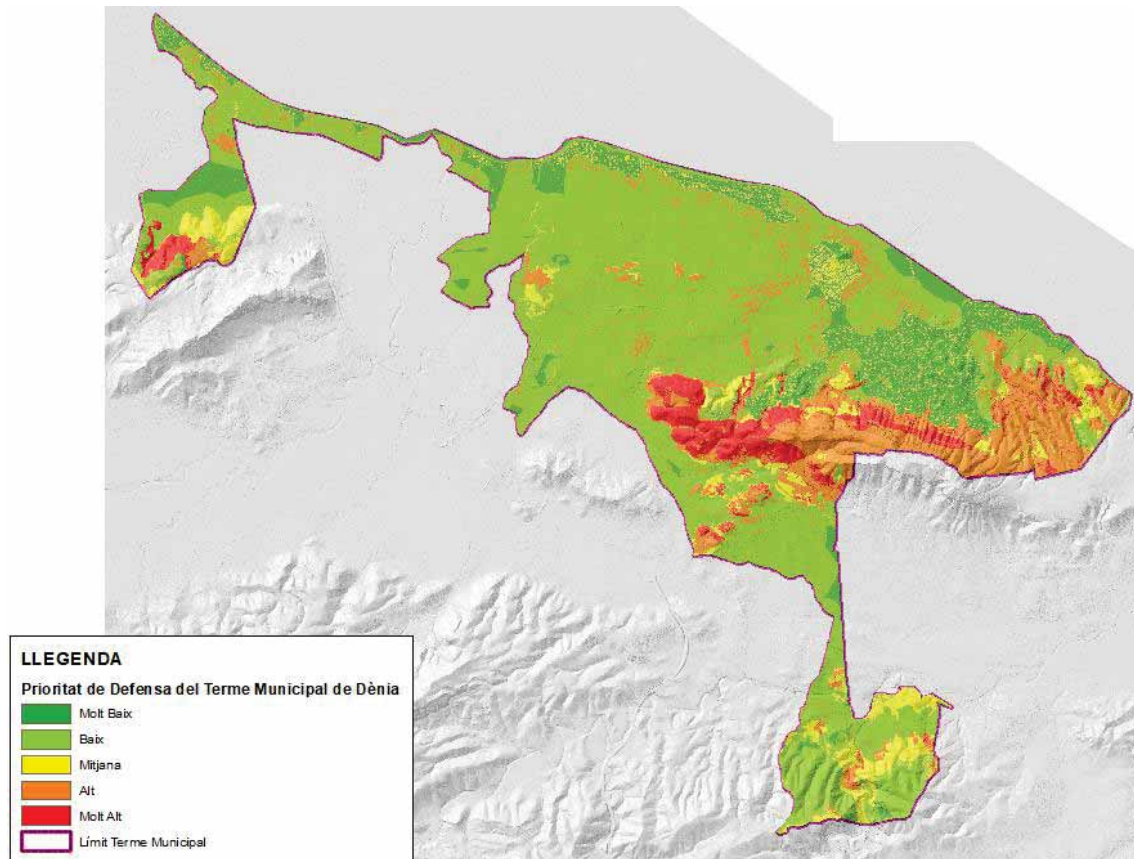 LLEGENDA
Prioritat de Defensa del Terme Municipal de Dènia
Molt Baix
Baix
Mitjana
Alt
Molt Alt
Límit Terme Municipal